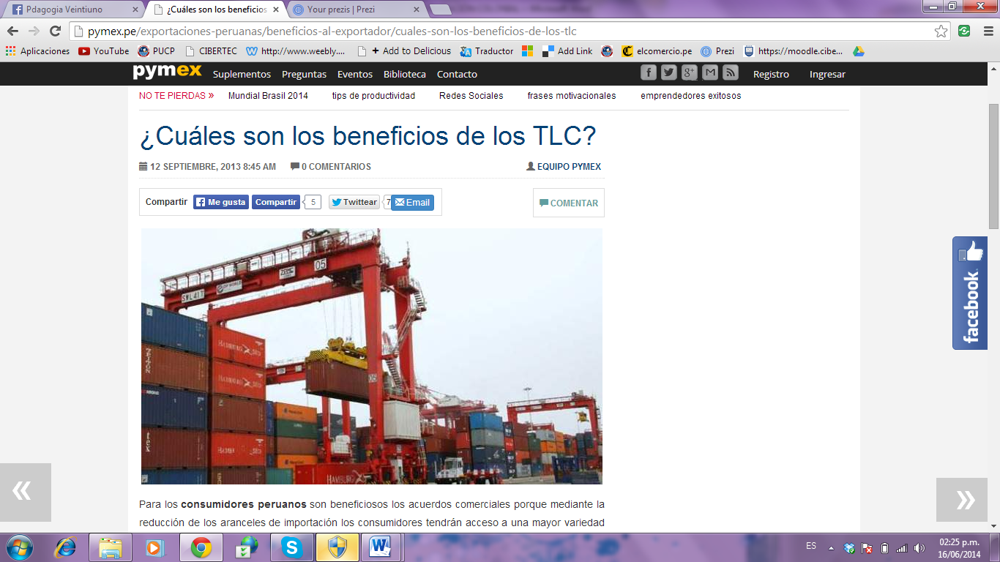 Pdagogia Veintiuno
¿Cuáles son los beneficios
Your prezis | Prezi
pymex.pe/exportaciones-peruanas/beneficios-al-exportador/cuales-son-los-beneficios-de-los-tlc
Aplicaciones YouTube PUCP CIBERTEC http://www.weebly.... + Add to Delicious Traductor Add Link elcomercio.pe Prezi https://moodle.cibe...
pymex Suplementos Preguntas Eventos Biblioteca Contacto Registro Ingresar
NO TE PIERDAS » Mundial Brasil 2014 tips de productividad Redes Sociales frases motivacionales emprendedores exitosos
¿Cuáles son los beneficios de los TLC?
12 SEPTIEMBRE, 2013 8:45 AM 0 COMENTARIOS EQUIPO PYMEX
Compartir Me gusta Compartir 5 Twittear 7 Email COMENTAR
facebook
05
SWL417
HAMBURG SÜD
HAMBURG
05
tex
HAMBURG
Para los consumidores peruanos son beneficiosos los acuerdos comerciales porque mediante la
reducción de los aranceles de importación los consumidores tendrán acceso a una mayor variedad
ES 02:25 p.m.
16/06/2014